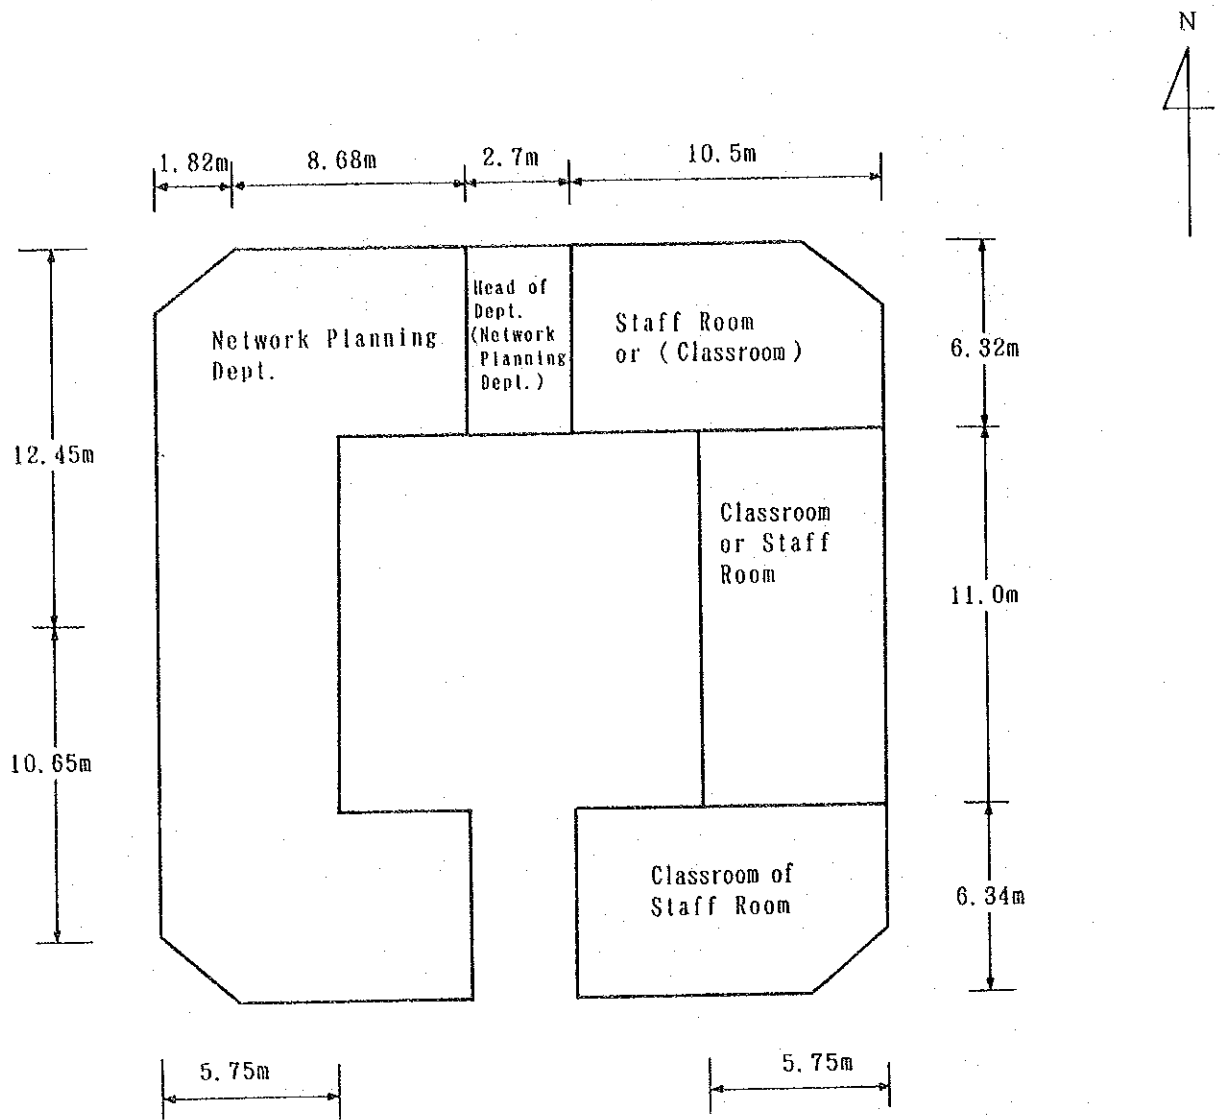 N
1.82m
8.68m
2.7m
10.5m
Network Planning
Dept.
Head of
Dept.
(Network
Planning
Dept.)
Staff Room
or (Classroom)
6.32m
12.45m
Classroom
or Staff
Room
11.0m
10.65m
Classroom of
Staff Room
6.34m
5.75m
5.75m